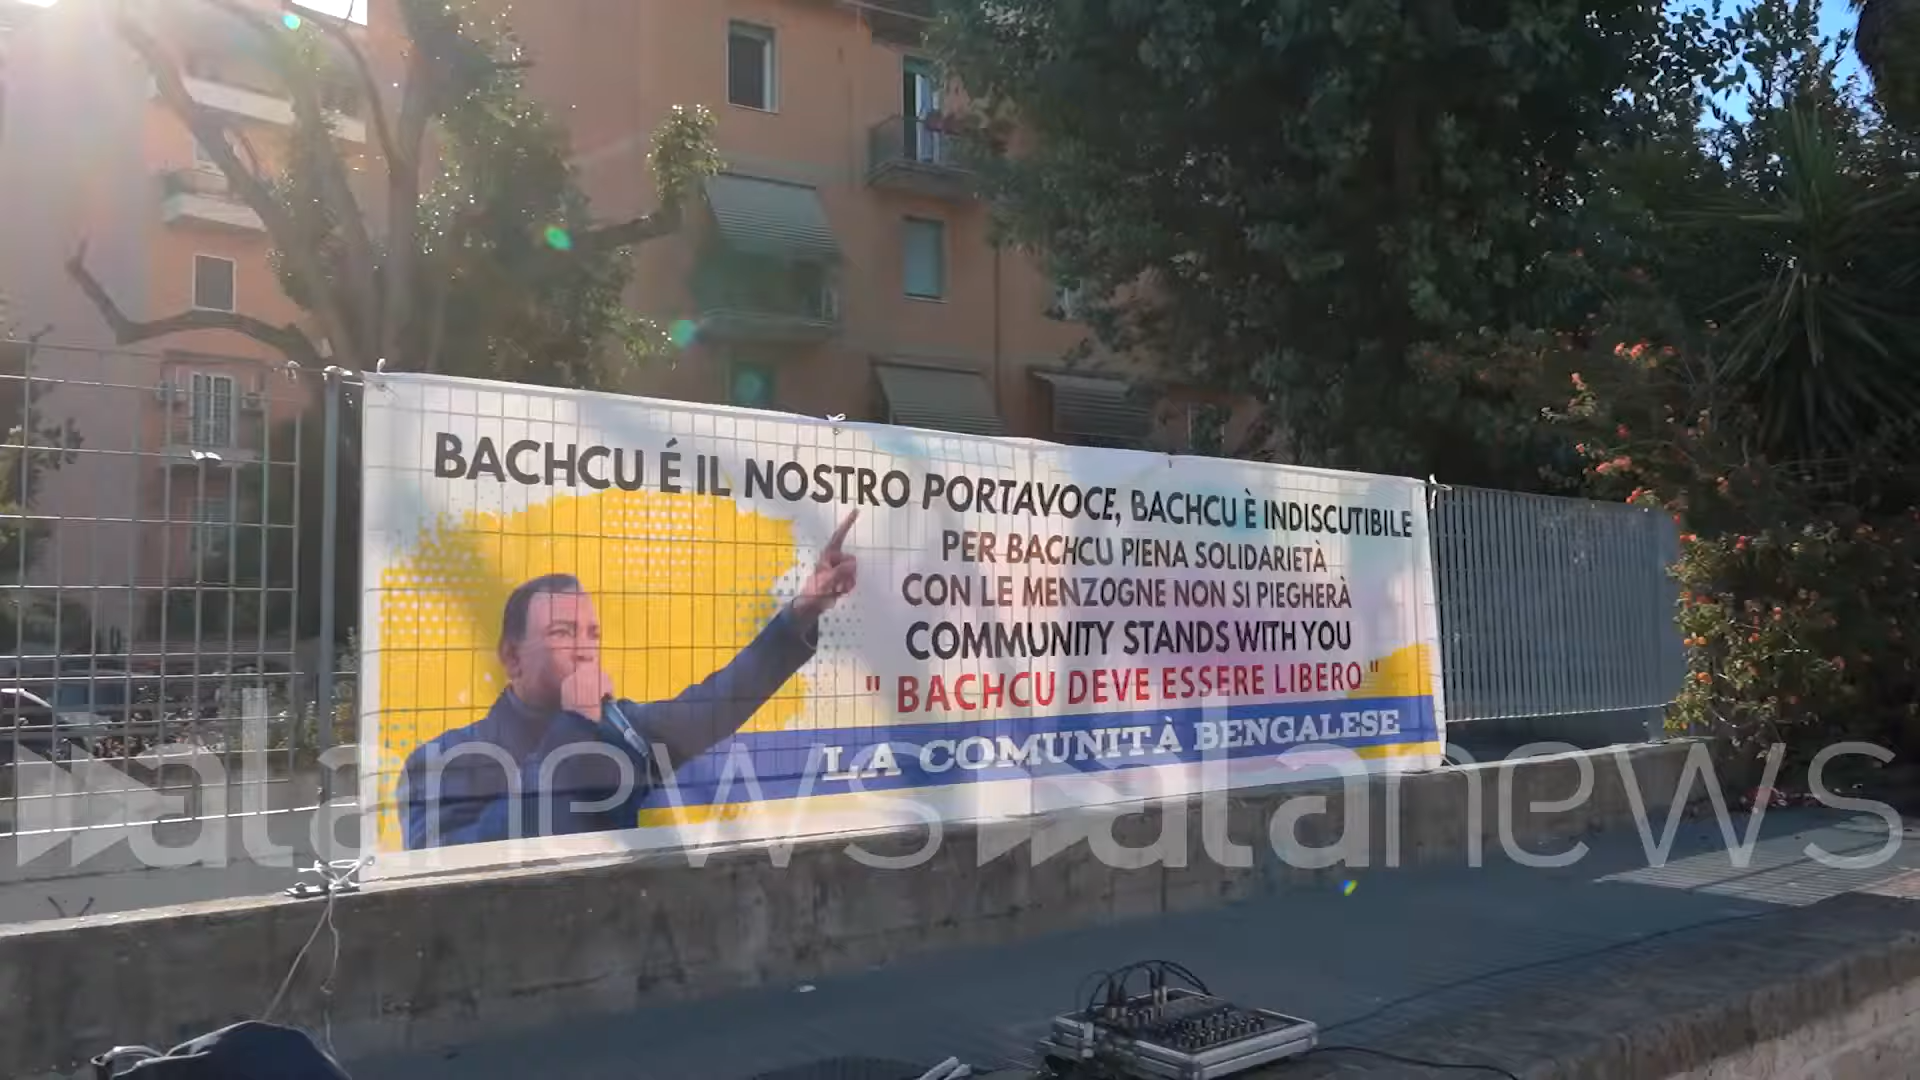 BACHCU É IL NOSTRO PORTAVOCE, BACHCU È INDISCUTIBILE
PER BACHCU PIENA SOLIDARIETÀ
CON LE MENZOGNE NON SI PIEGHERÀ
COMMUNITY STANDS WITH YOU
" BACHCU DEVE ESSERE LIBERO "
LA COMUNITÀ BENGALESE
alanews alanews